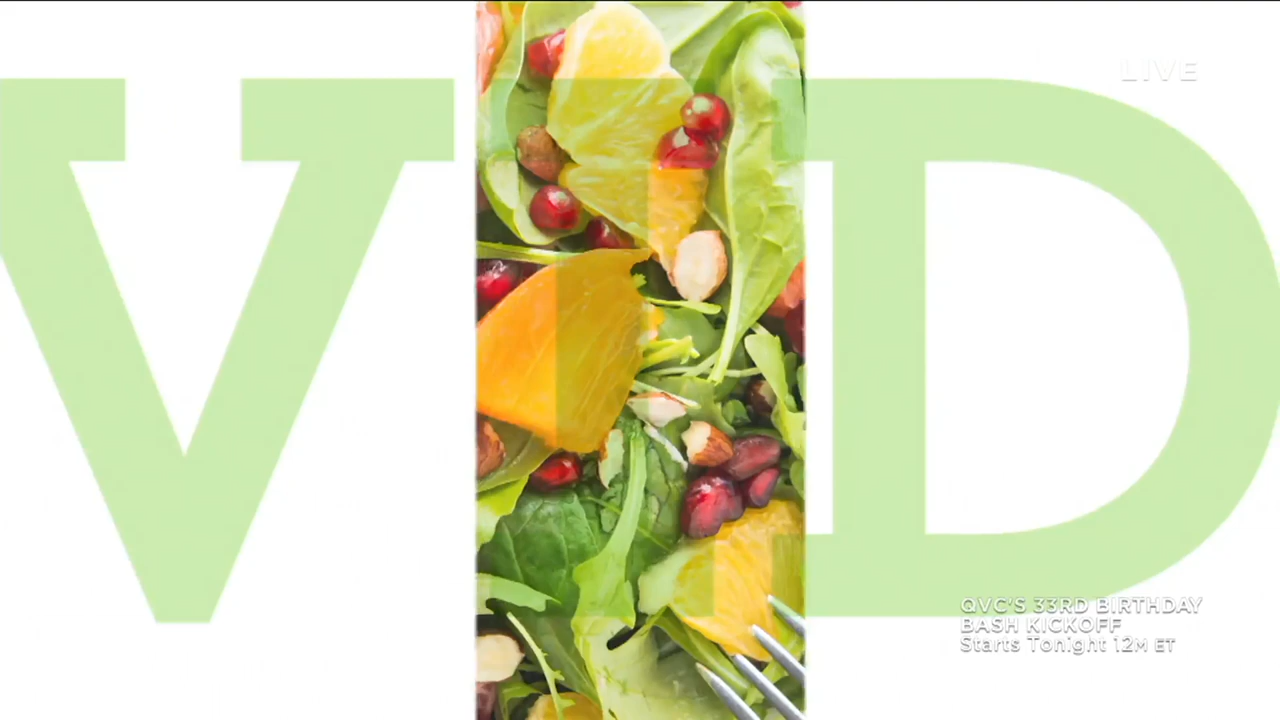 LIVE
V D
QVC'S 33RD BIRTHDAY
BASH KICKOFF
Starts Tonight 12M ET